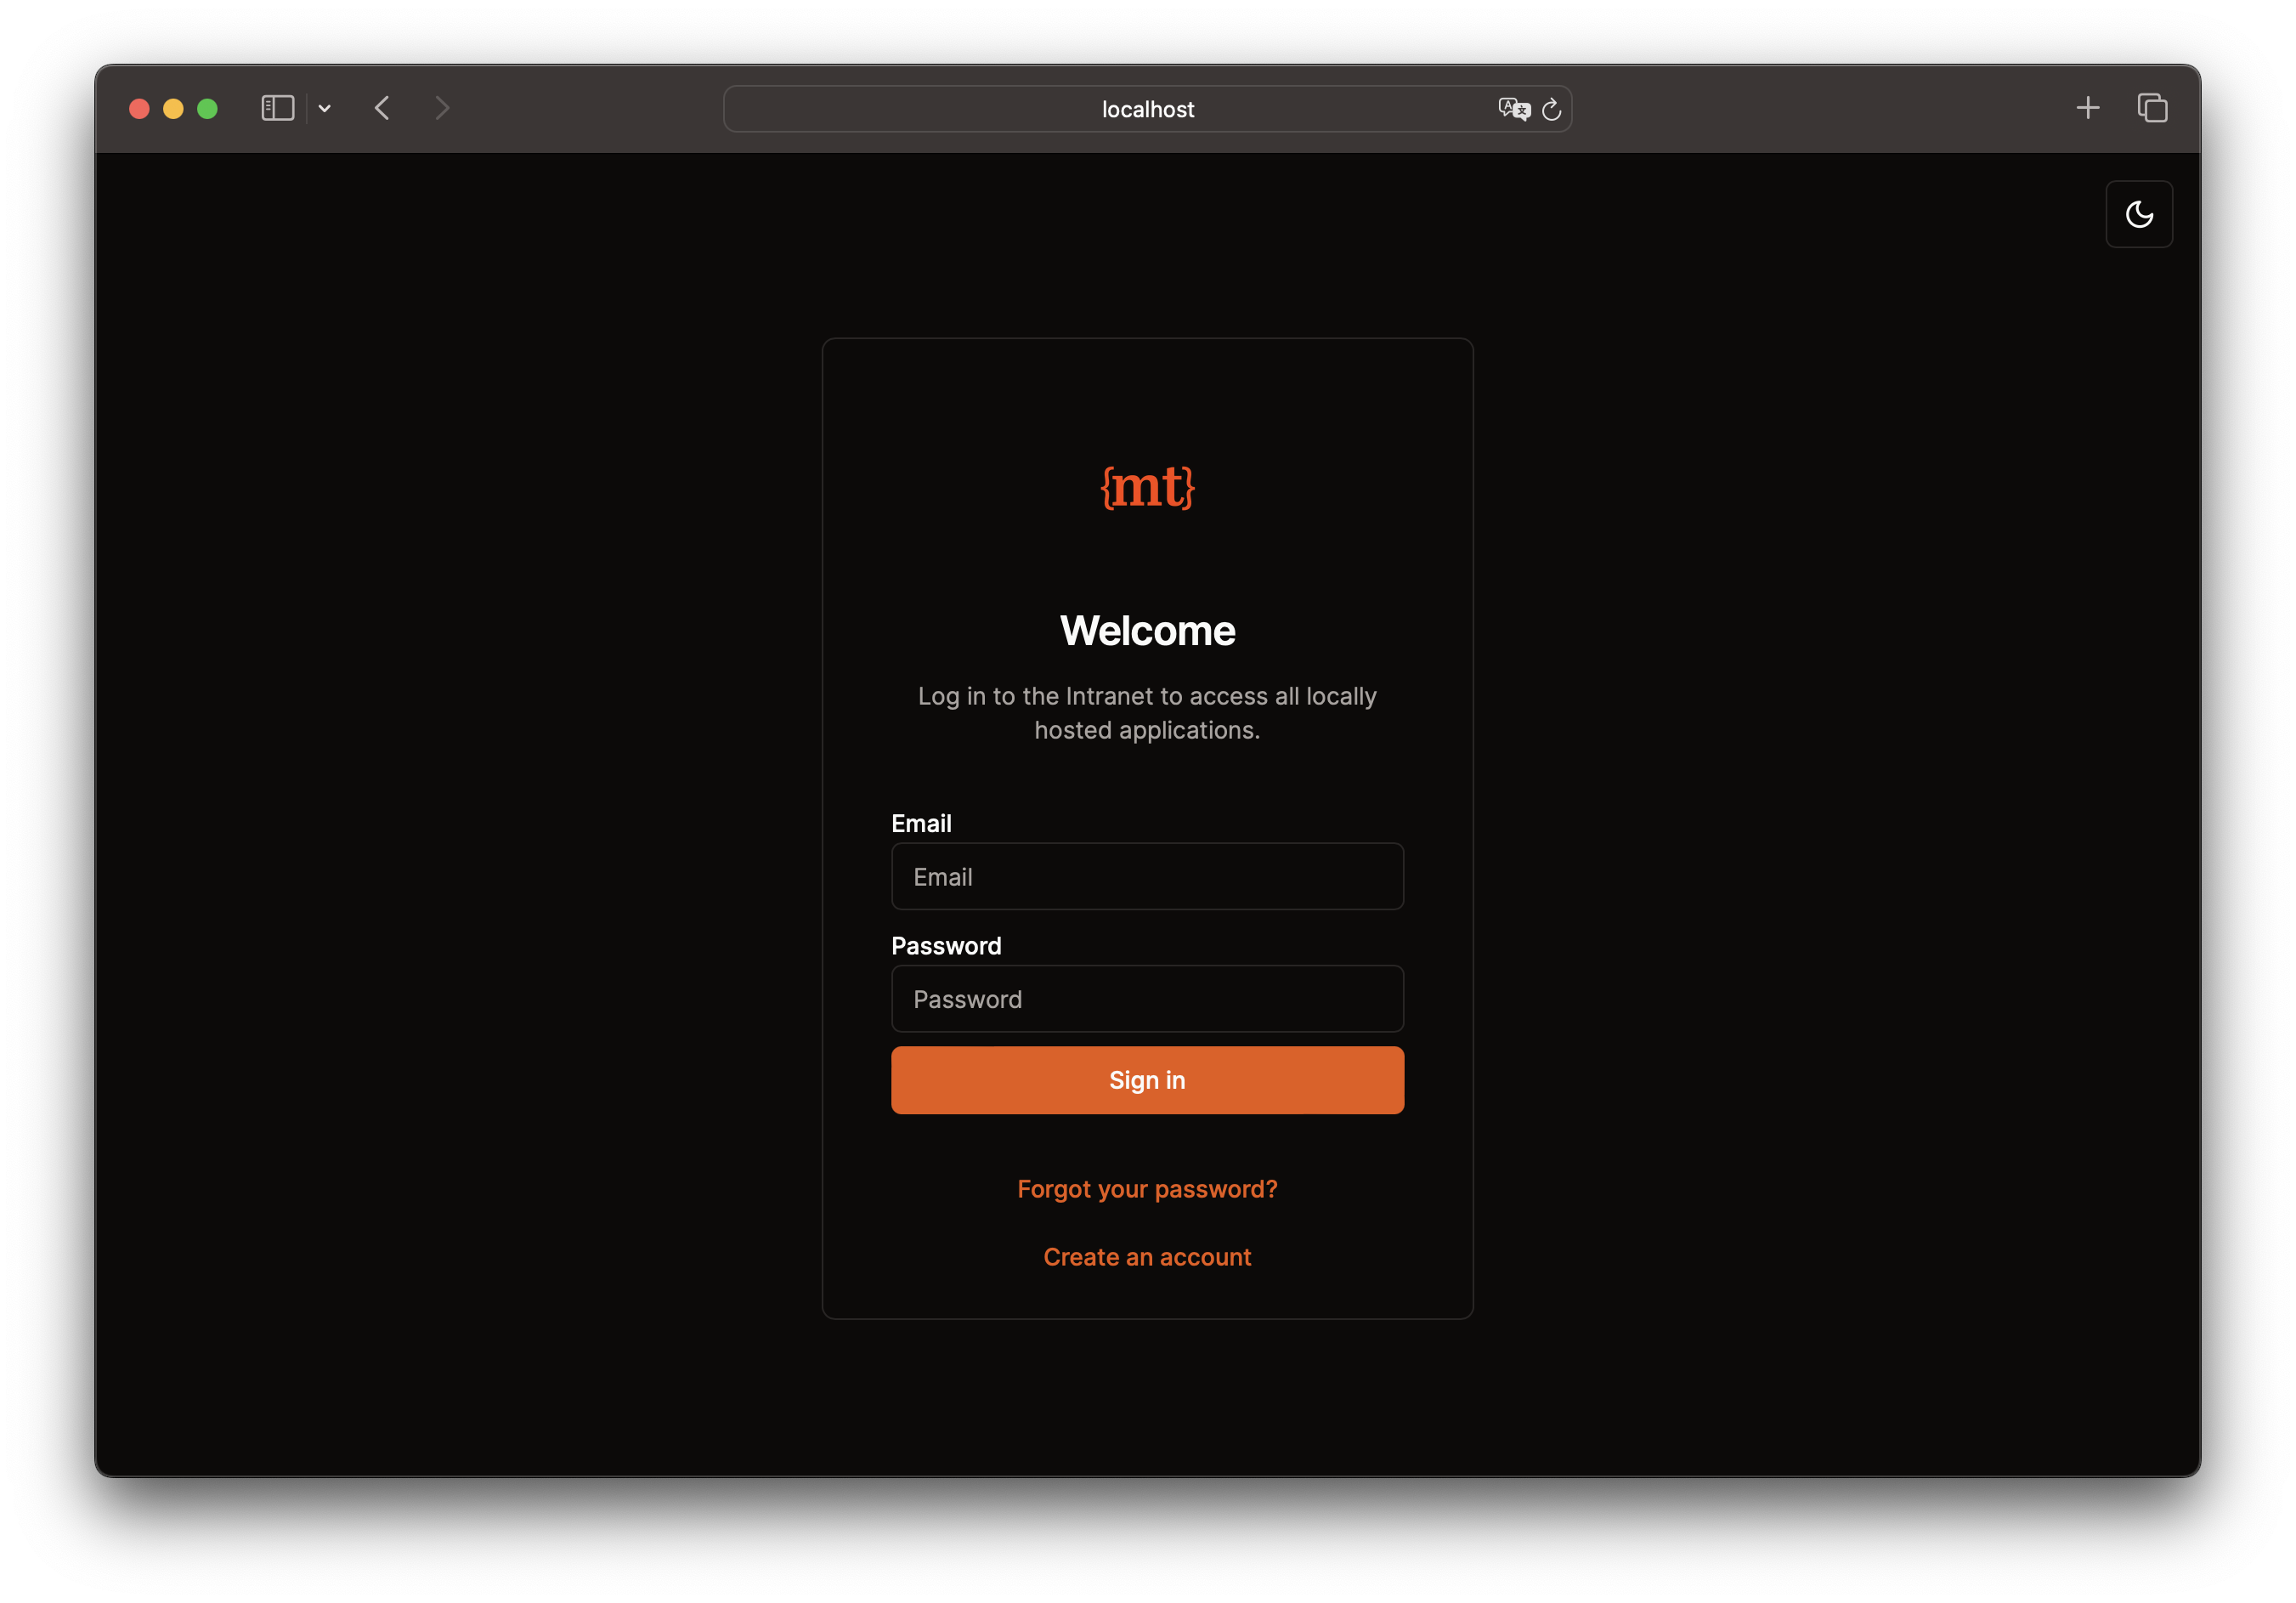 localhost
{mt}
Welcome
Log in to the Intranet to access all locally
hosted applications.
Email
Email
Password
Password
Sign in
Forgot your password?
Create an account